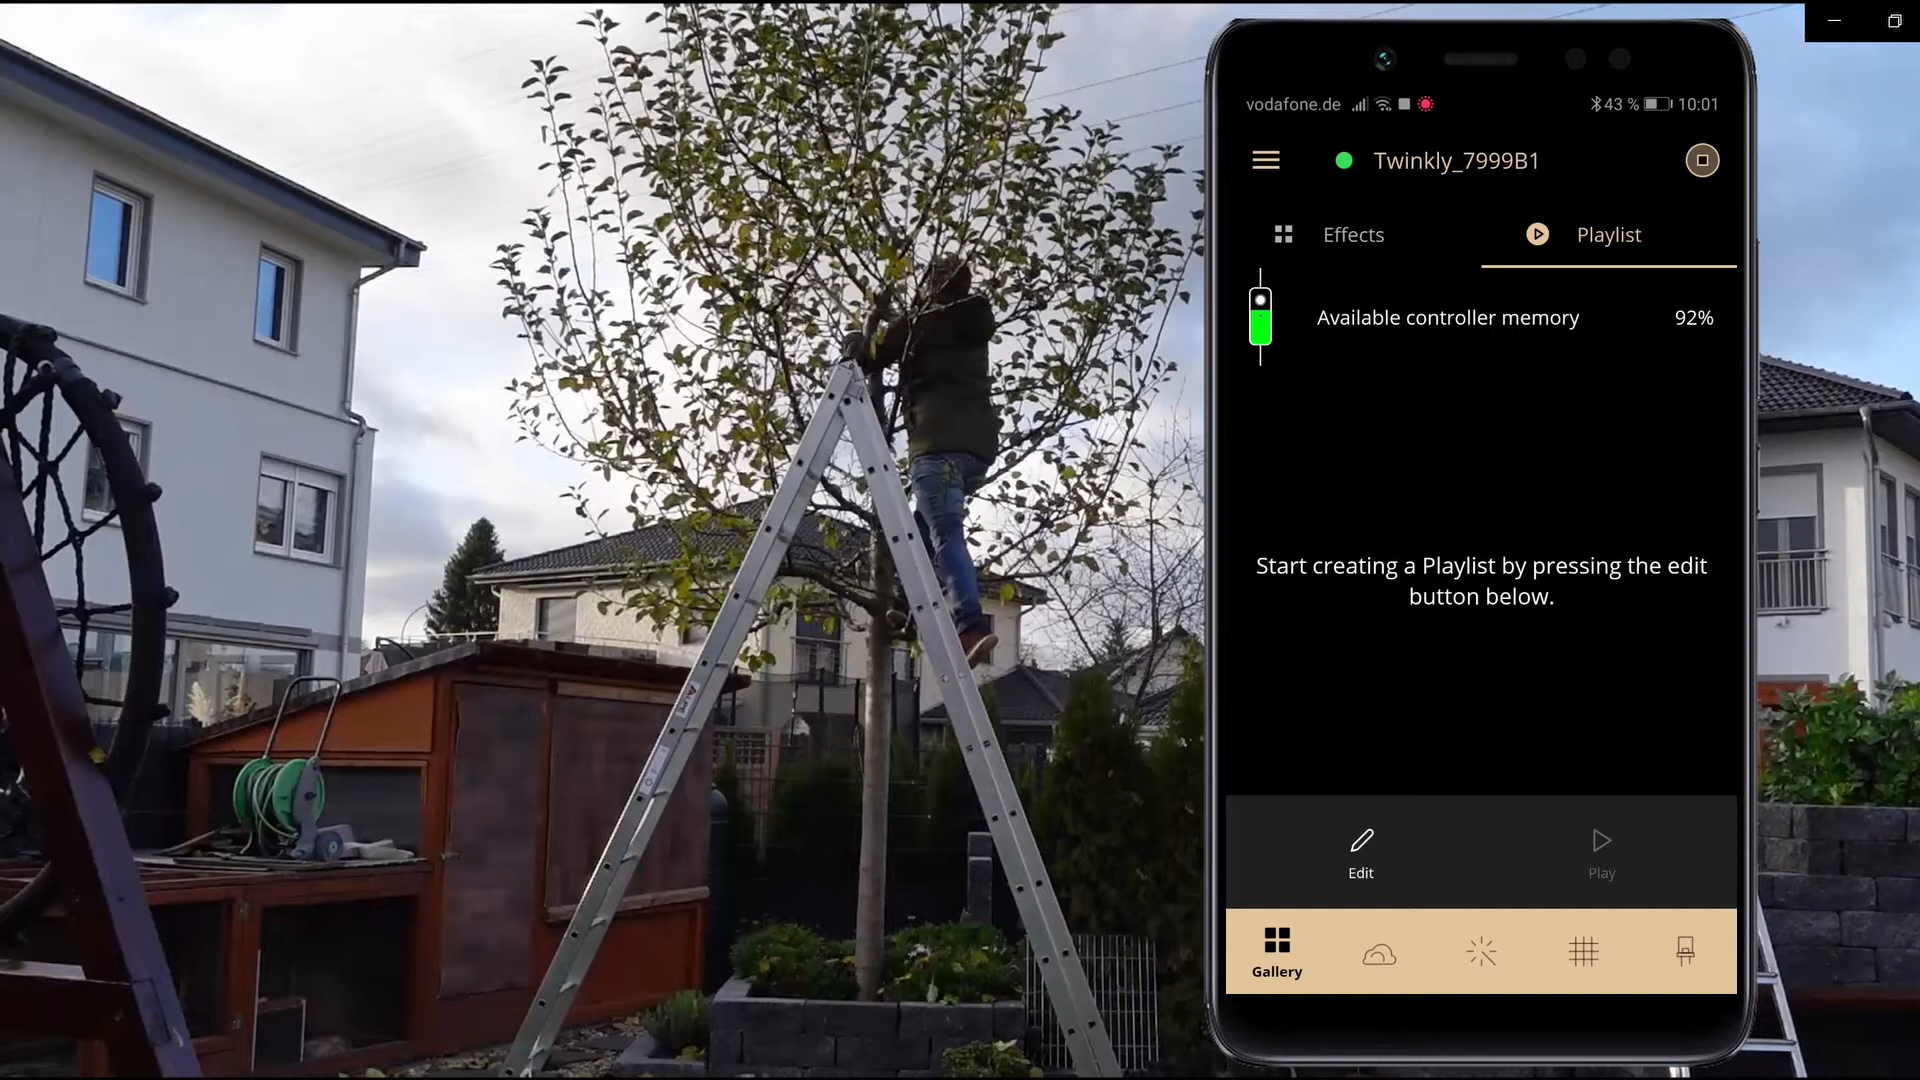 vodafone.de
43 %
10:01
Twinkly_7999B1
Effects
Playlist
Available controller memory
92%
Start creating a Playlist by pressing the edit
button below.
Edit
Play
Gallery